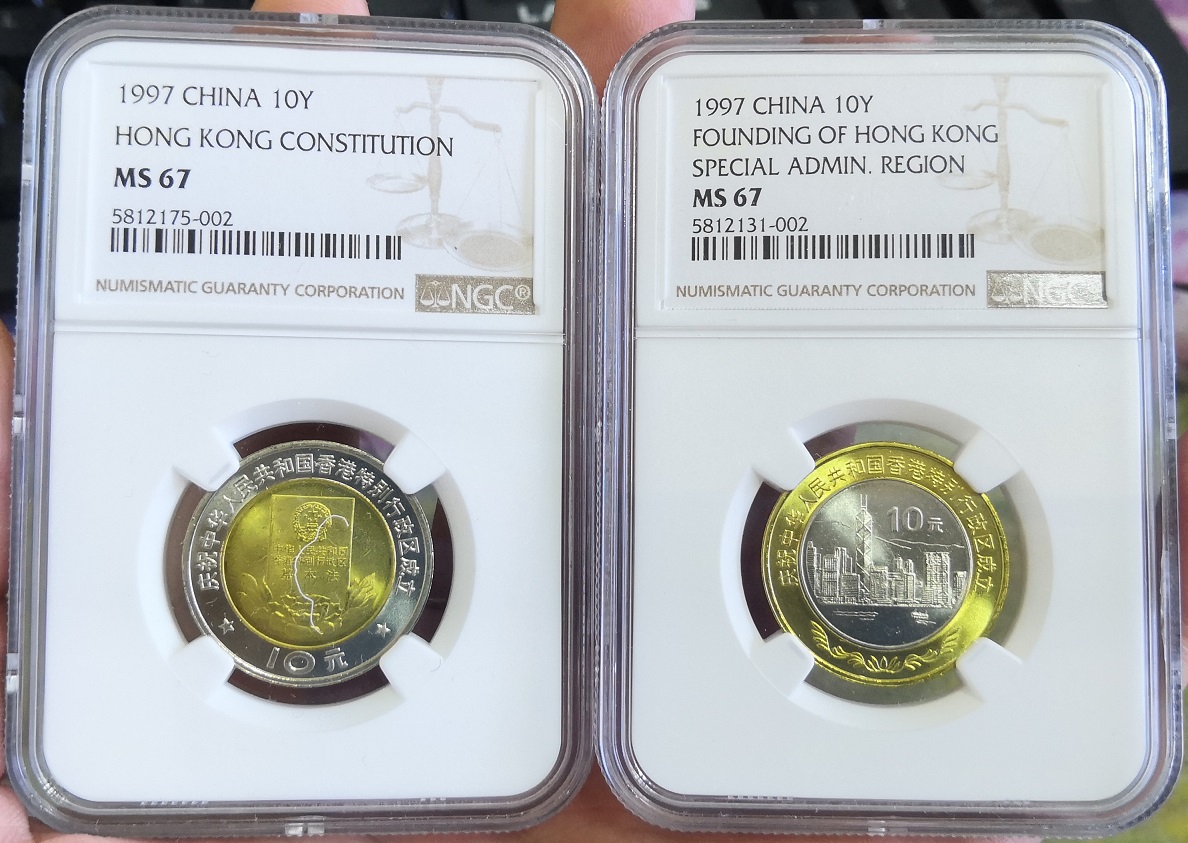 1997 CHINA 10Y
HONG KONG CONSTITUTION
MS 67
5812175-002
NUMISMATIC GUARANTY CORPORATION
NGC®
庆祝中华人民共和国香港特别行政区成立
10元
1997 CHINA 10Y
FOUNDING OF HONG KONG
SPECIAL ADMIN. REGION
MS 67
5812131-002
NUMISMATIC GUARANTY CORPORATION
NGC
庆祝中华人民共和国香港特别行政区成立
10元